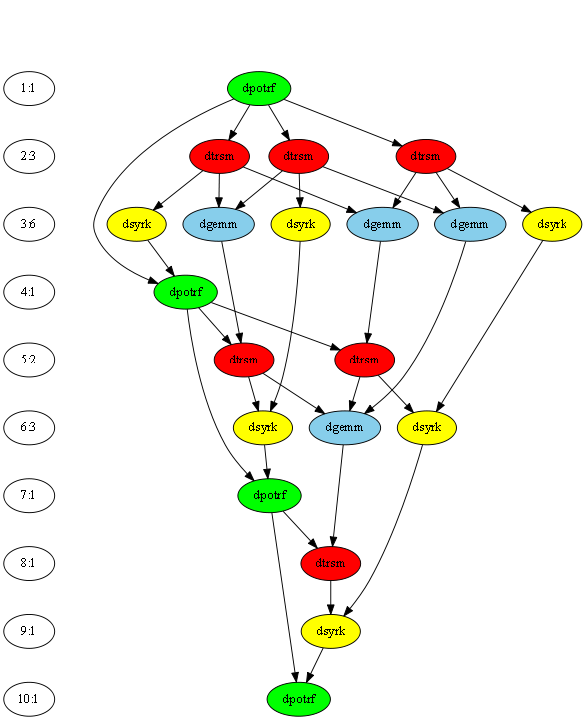 1:1 dpotrf
2:3 dtrsm dtrsm dtrsm
3:6 dsyrk dgemm dsyrk dgemm dgemm dsyrk
4:1 dpotrf
5:2 dtrsm dtrsm
6:3 dsyrk dgemm dsyrk
7:1 dpotrf
8:1 dtrsm
9:1 dsyrk
10:1 dpotrf